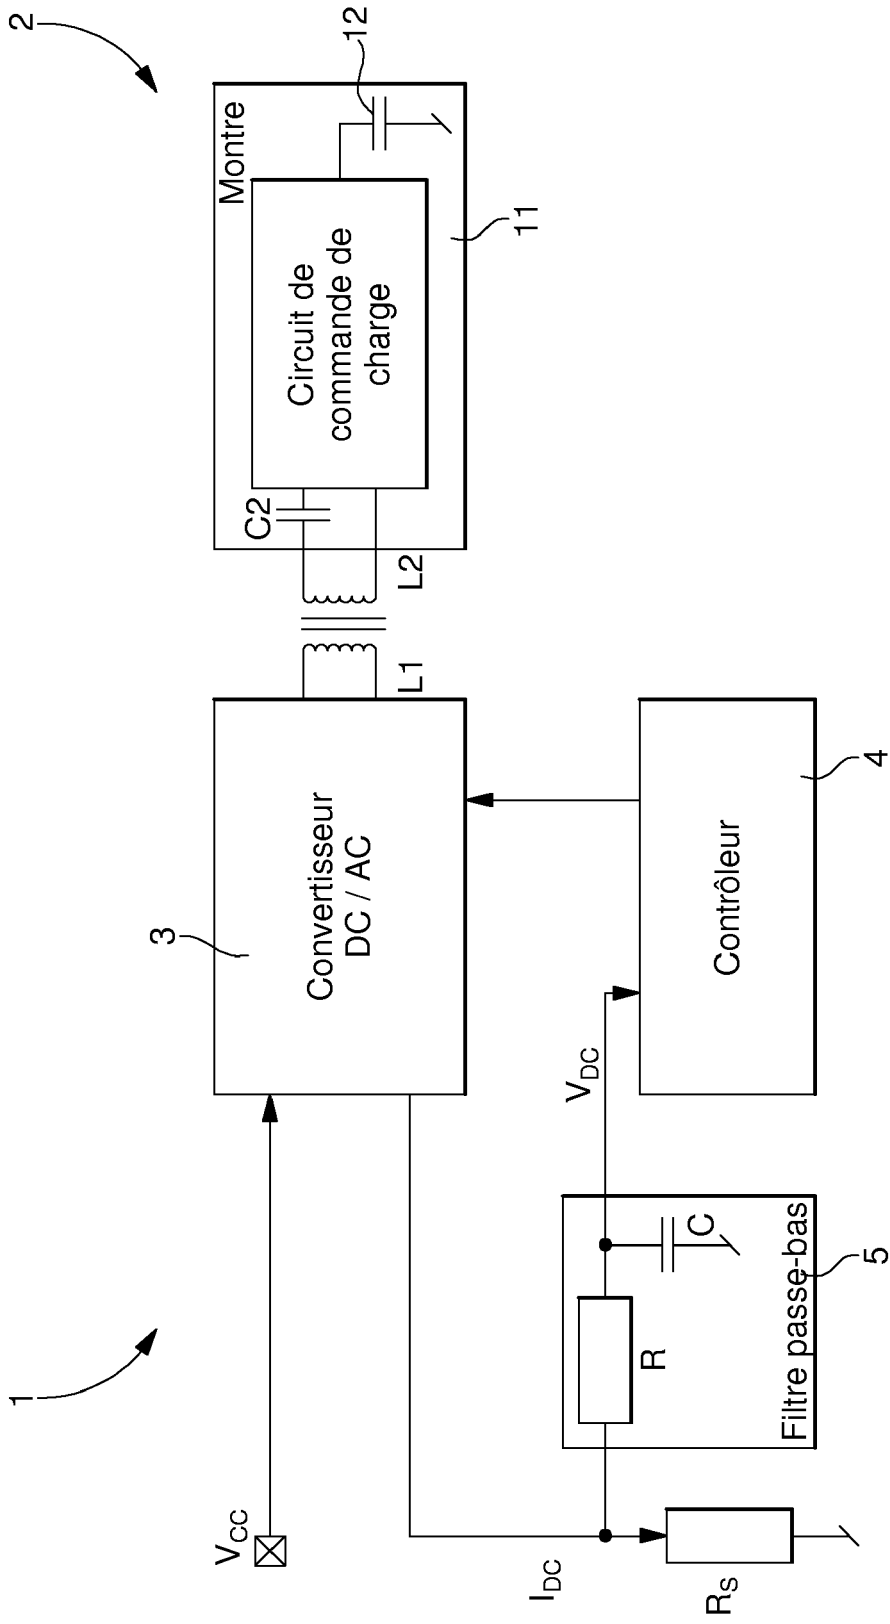 1
2
V_CC
3
Convertisseur
DC / AC
L1
L2
C2
Montre
Circuit de
commande de
charge
12
11
I_DC
R_S
R
C
Filtre passe-bas
5
V_DC
Contrôleur
4